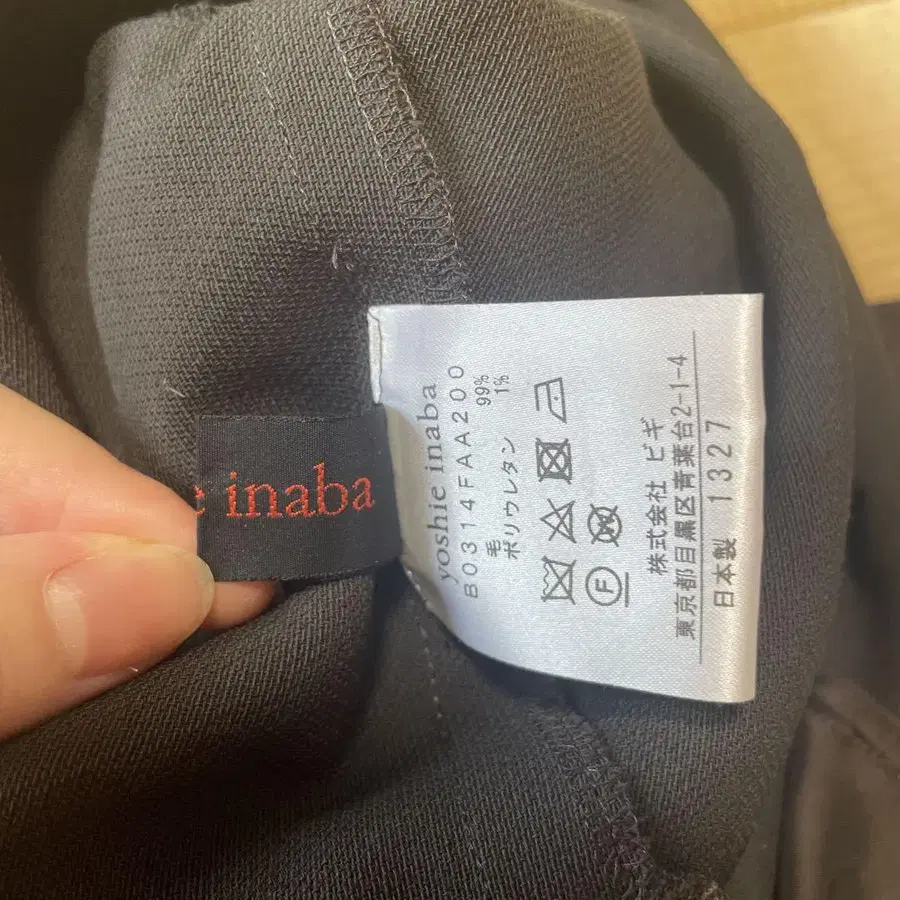 e inaba
yoshie inaba
B0314FAA200
毛 99%
ポリウレタン 1%
F
W
株式会社 ビギ
東京都目黒区青葉台2-1-4
日本製 1327